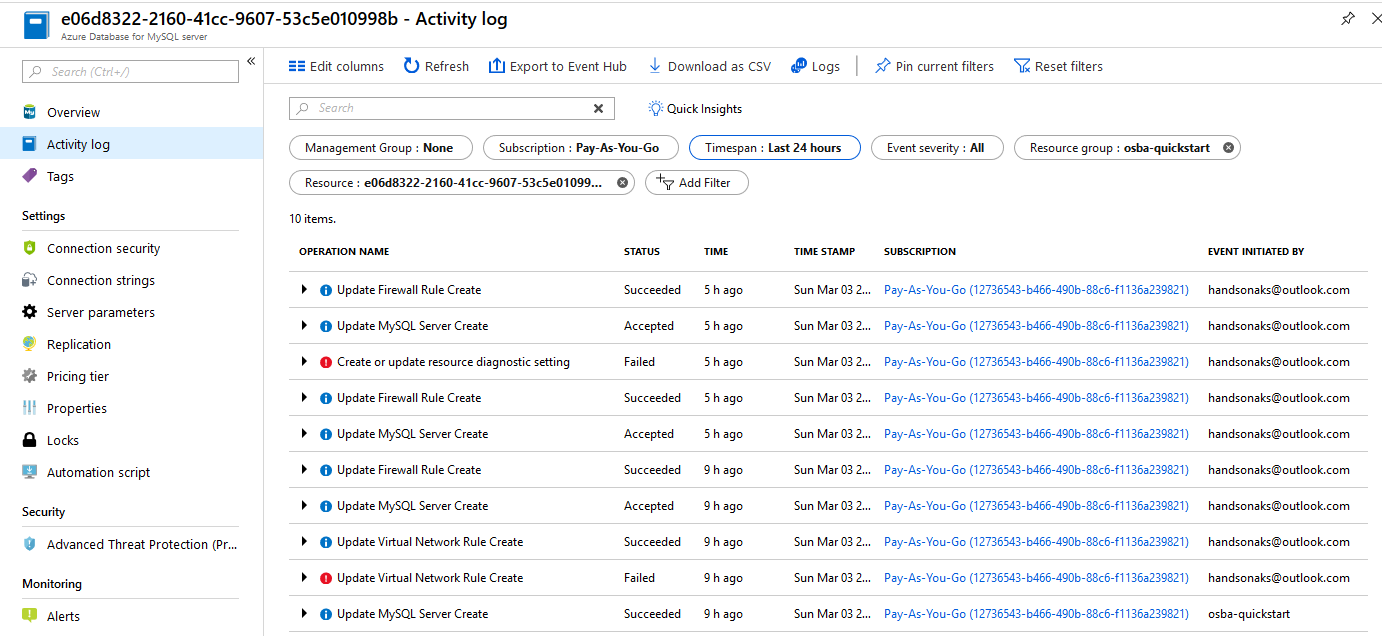 e06d8322-2160-41cc-9607-53c5e010998b - Activity log
Azure Database for MySQL server
Search (Ctrl+/)
«
Overview
Activity log
Tags
Settings
Connection security
Connection strings
Server parameters
Replication
Pricing tier
Properties
Locks
Automation script
Security
Advanced Threat Protection (Pr...
Monitoring
Alerts
Edit columns Refresh Export to Event Hub Download as CSV Logs Pin current filters Reset filters
Search Quick Insights
Management Group : None Subscription : Pay-As-You-Go Timespan : Last 24 hours Event severity : All Resource group : osba-quickstart
Resource : e06d8322-2160-41cc-9607-53c5e01099... Add Filter
10 items.
OPERATION NAME STATUS TIME TIME STAMP SUBSCRIPTION EVENT INITIATED BY
Update Firewall Rule Create Succeeded 5 h ago Sun Mar 03 2... Pay-As-You-Go (12736543-b466-490b-88c6-f1136a239821) handsonaks@outlook.com
Update MySQL Server Create Accepted 5 h ago Sun Mar 03 2... Pay-As-You-Go (12736543-b466-490b-88c6-f1136a239821) handsonaks@outlook.com
Create or update resource diagnostic setting Failed 5 h ago Sun Mar 03 2... Pay-As-You-Go (12736543-b466-490b-88c6-f1136a239821) handsonaks@outlook.com
Update Firewall Rule Create Succeeded 5 h ago Sun Mar 03 2... Pay-As-You-Go (12736543-b466-490b-88c6-f1136a239821) handsonaks@outlook.com
Update MySQL Server Create Accepted 5 h ago Sun Mar 03 2... Pay-As-You-Go (12736543-b466-490b-88c6-f1136a239821) handsonaks@outlook.com
Update Firewall Rule Create Succeeded 9 h ago Sun Mar 03 2... Pay-As-You-Go (12736543-b466-490b-88c6-f1136a239821) handsonaks@outlook.com
Update MySQL Server Create Accepted 9 h ago Sun Mar 03 2... Pay-As-You-Go (12736543-b466-490b-88c6-f1136a239821) handsonaks@outlook.com
Update Virtual Network Rule Create Succeeded 9 h ago Sun Mar 03 2... Pay-As-You-Go (12736543-b466-490b-88c6-f1136a239821) handsonaks@outlook.com
Update Virtual Network Rule Create Failed 9 h ago Sun Mar 03 2... Pay-As-You-Go (12736543-b466-490b-88c6-f1136a239821) handsonaks@outlook.com
Update MySQL Server Create Succeeded 9 h ago Sun Mar 03 2... Pay-As-You-Go (12736543-b466-490b-88c6-f1136a239821) osba-quickstart